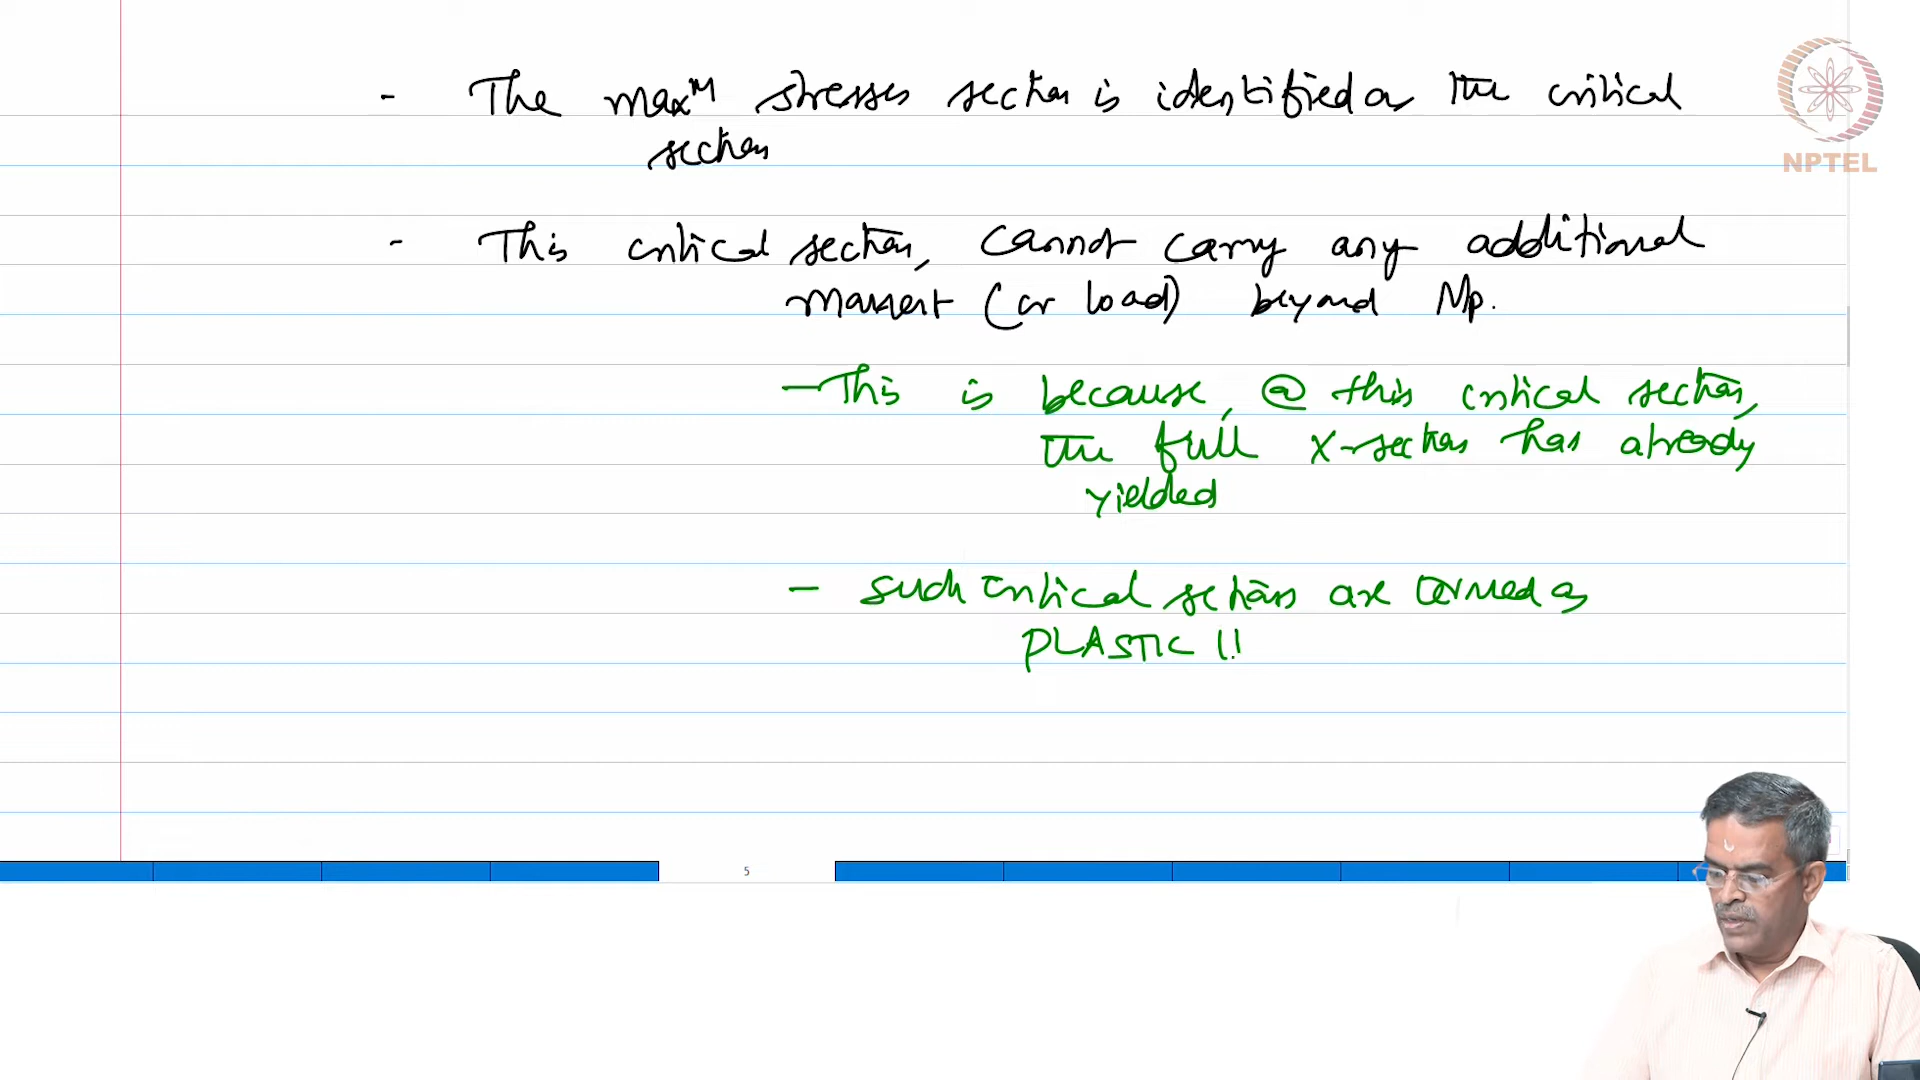 - The maxᵐ stresses section is identified as the critical
section
- This critical section, cannot carry any additional
moment (or load) beyond Mp.
- This is because, @ this critical section,
the full x-section has already
yielded
- such critical sections are termed as
PLASTIC !!
NPTEL
5